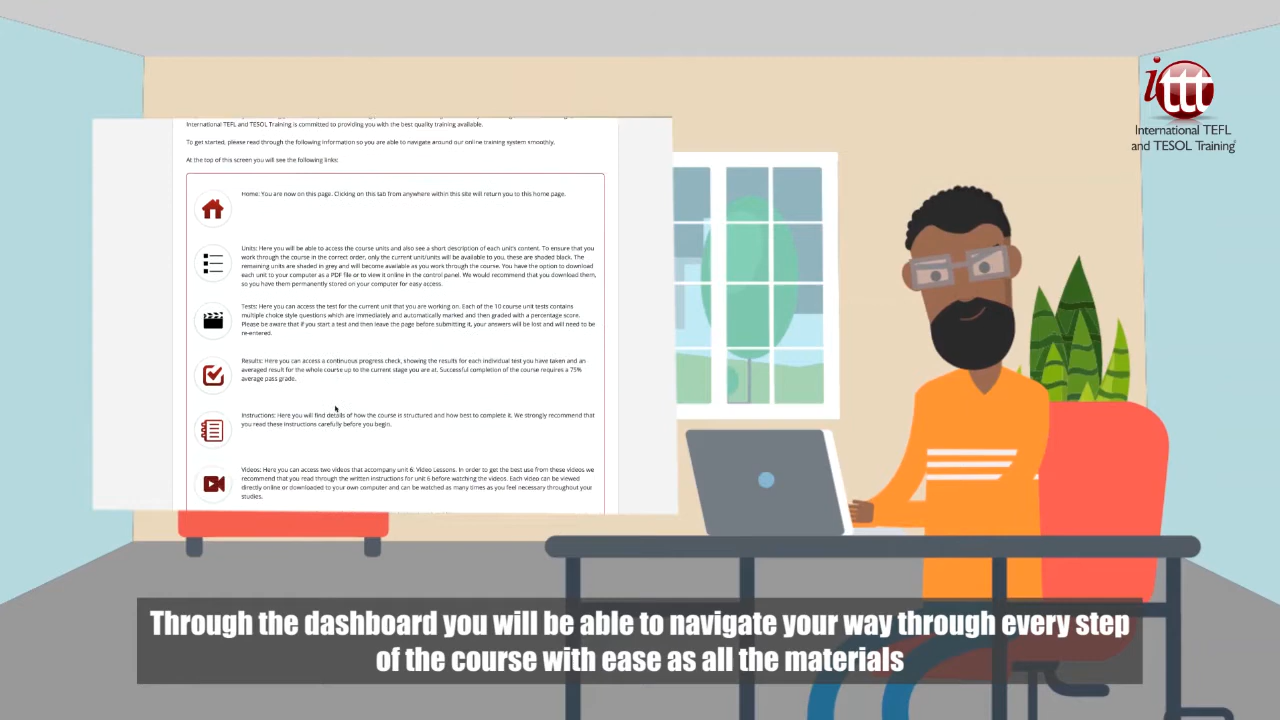 International TEFL and TESOL Training is committed to providing you with the best quality training available.
To get started, please read through the following information so you are able to navigate around our online training system smoothly.
At the top of this screen you will see the following links:
Home: You are now on this page. Clicking on this tab from anywhere within this site will return you to this home page.
Units: Here you will be able to access the course units and also see a short description of each unit's content. To ensure that you
work through the course in the correct order, only the current unit/units will be available to you, these are shaded black. The
remaining units are shaded in grey and will become available as you work through the course. You have the option to download
each unit to your computer as a PDF file or to view it online in the control panel. We would recommend that you download them,
so you have them permanently stored on your computer for easy access.
Tests: Here you can access the test for the current unit that you are working on. Each of the 10 course unit tests contains
multiple choice style questions which are immediately and automatically marked and then graded with a percentage score.
Please be aware that if you start a test and then leave the page before submitting it, your answers will be lost and will need to be
re-entered.
Results: Here you can access a continuous progress check, showing the results for each individual test you have taken and an
averaged result for the whole course up to the current stage you are at. Successful completion of the course requires a 75%
average pass grade.
Instructions: Here you will find details of how the course is structured and how best to complete it. We strongly recommend that
you read these instructions carefully before you begin.
Videos: Here you can access two videos that accompany unit 6: Video Lessons. In order to get the best use from these videos we
recommend that you read through the written instructions for unit 6 before watching the videos. Each video can be viewed
directly online or downloaded to your own computer and can be watched as many times as you feel necessary throughout your
studies.
ittt
International TEFL
and TESOL Training
Through the dashboard you will be able to navigate your way through every step
of the course with ease as all the materials